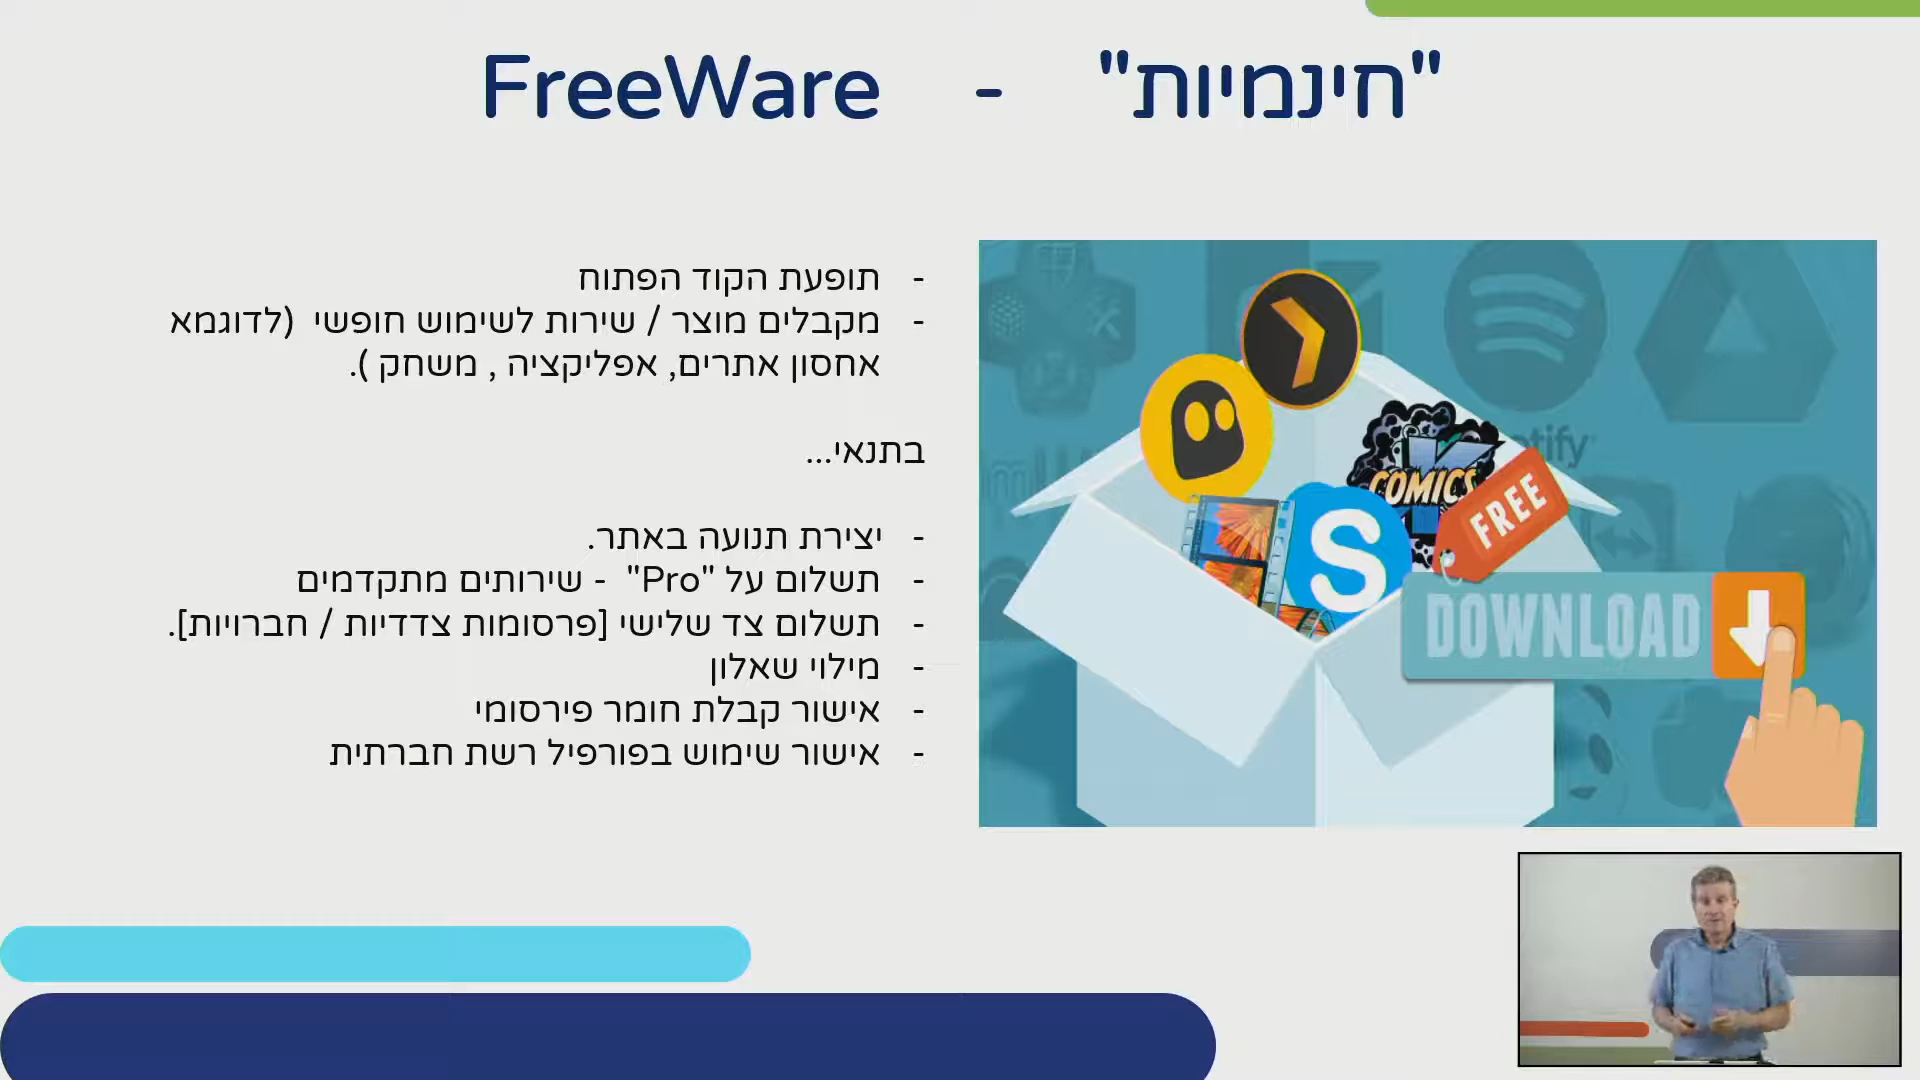 "חינמיות" - FreeWare
- תופעת הקוד הפתוח
- מקבלים מוצר / שירות לשימוש חופשי (לדוגמא
אחסון אתרים, אפליקציה , משחק ).
בתנאי...
- יצירת תנועה באתר.
- תשלום על "Pro" - שירותים מתקדמים
- תשלום צד שלישי [פרסומות צדדיות / חברויות].
- מילוי שאלון
- אישור קבלת חומר פירסומי
- אישור שימוש בפורפיל רשת חברתית
K
COMICS
FREE
S
DOWNLOAD